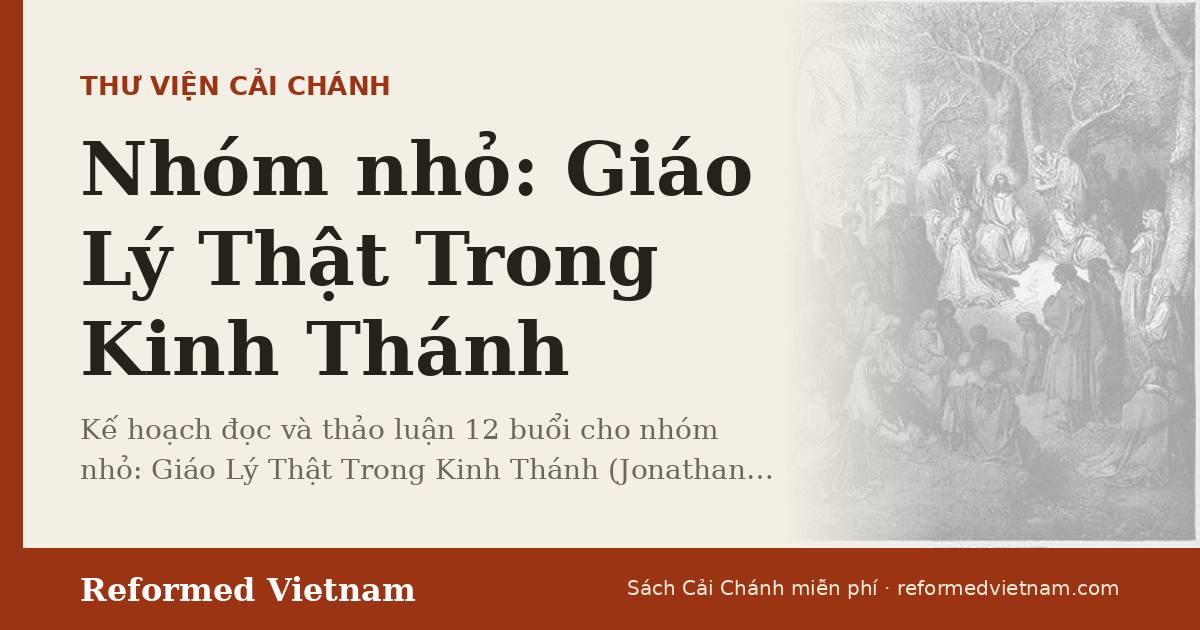 THƯ VIỆN CẢI CHÁNH
Nhóm nhỏ: Giáo
Lý Thật Trong
Kinh Thánh
Kế hoạch đọc và thảo luận 12 buổi cho nhóm
nhỏ: Giáo Lý Thật Trong Kinh Thánh (Jonathan...
Reformed Vietnam
Sách Cải Chánh miễn phí · reformedvietnam.com